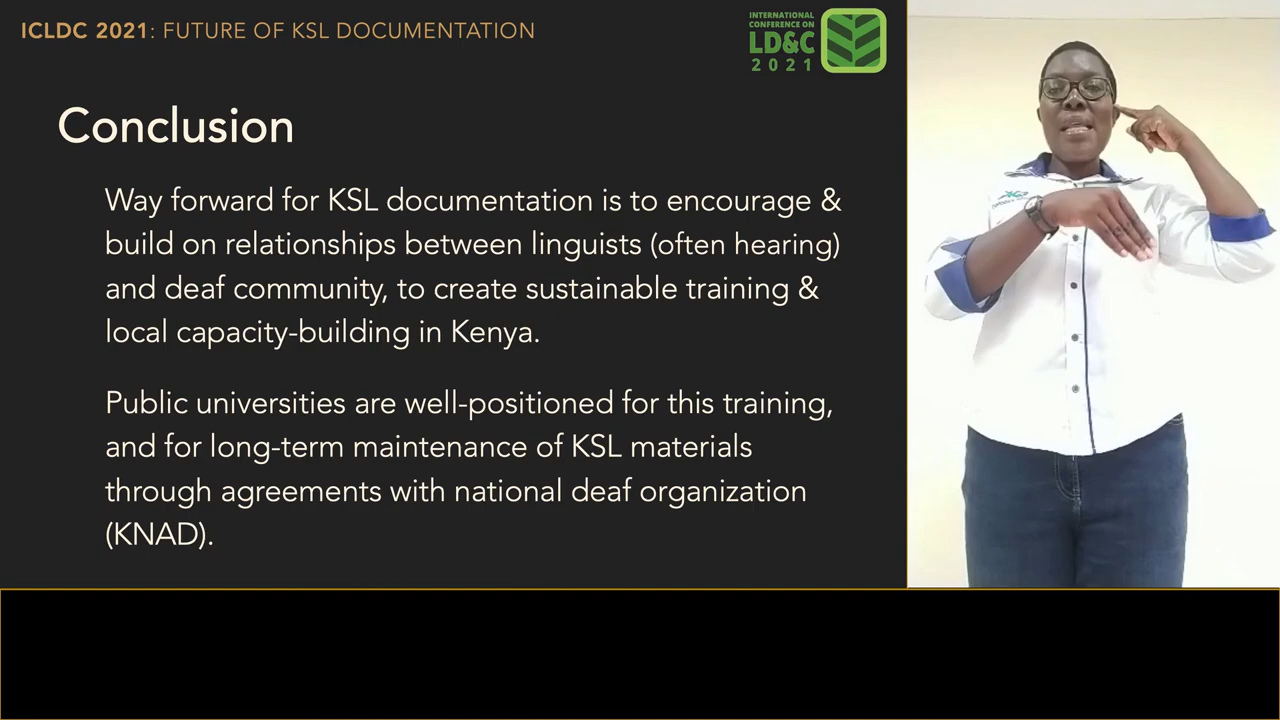 ICLDC 2021: FUTURE OF KSL DOCUMENTATION
INTERNATIONAL
CONFERENCE ON
LD&C
2021
Conclusion
Way forward for KSL documentation is to encourage &
build on relationships between linguists (often hearing)
and deaf community, to create sustainable training &
local capacity-building in Kenya.
Public universities are well-positioned for this training,
and for long-term maintenance of KSL materials
through agreements with national deaf organization
(KNAD).